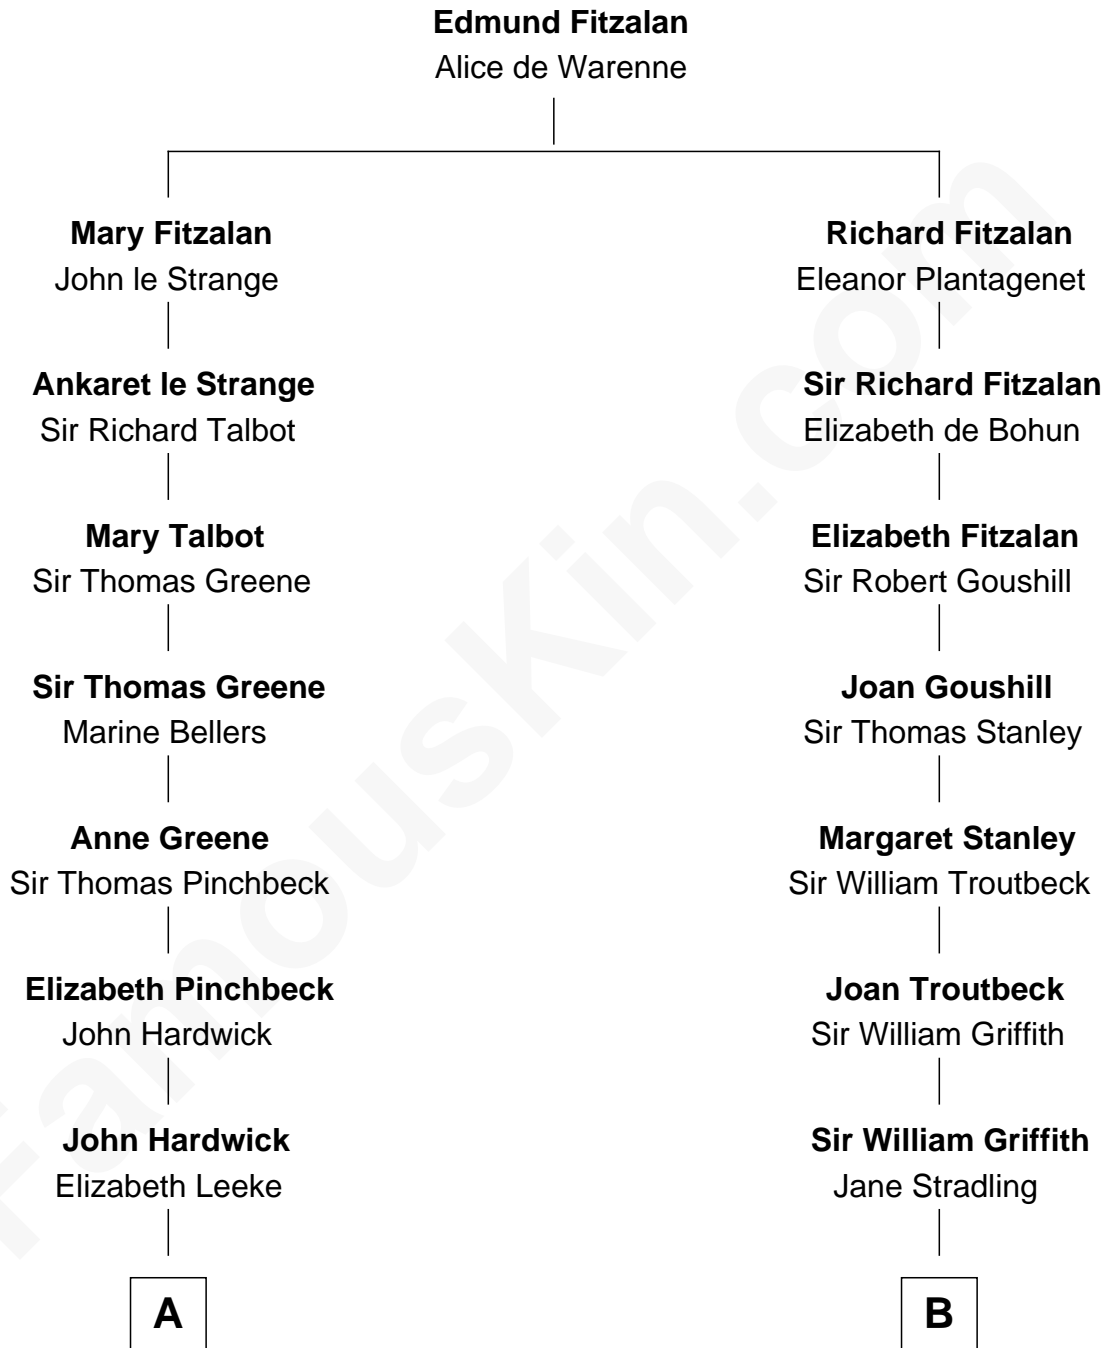 Edmund Fitzalan
Alice de Warenne
Mary Fitzalan
John le Strange
Richard Fitzalan
Eleanor Plantagenet
Ankaret le Strange
Sir Richard Talbot
Sir Richard Fitzalan
Elizabeth de Bohun
Mary Talbot
Sir Thomas Greene
Elizabeth Fitzalan
Sir Robert Goushill
Sir Thomas Greene
Marine Bellers
Joan Goushill
Sir Thomas Stanley
Anne Greene
Sir Thomas Pinchbeck
Margaret Stanley
Sir William Troutbeck
Elizabeth Pinchbeck
John Hardwick
Joan Troutbeck
Sir William Griffith
John Hardwick
Elizabeth Leeke
Sir William Griffith
Jane Stradling
A
B
FamousKin.com